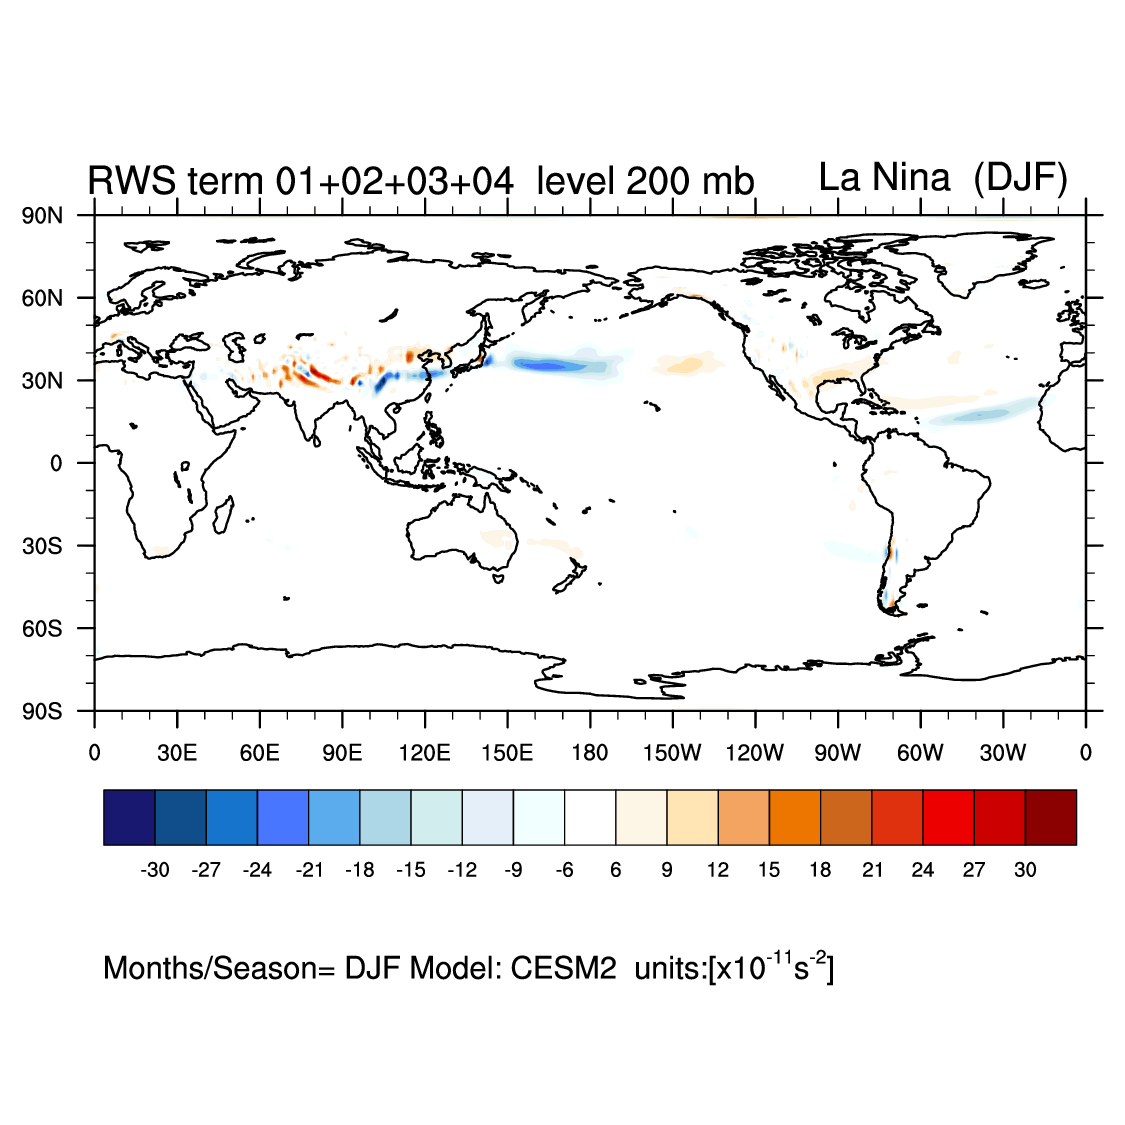 RWS term 01+02+03+04 level 200 mb La Nina (DJF)
90N
60N
30N
0
30S
60S
90S
0 30E 60E 90E 120E 150E 180 150W 120W 90W 60W 30W 0
-30 -27 -24 -21 -18 -15 -12 -9 -6 6 9 12 15 18 21 24 27 30
Months/Season= DJF Model: CESM2 units:[x10⁻¹¹s⁻²]